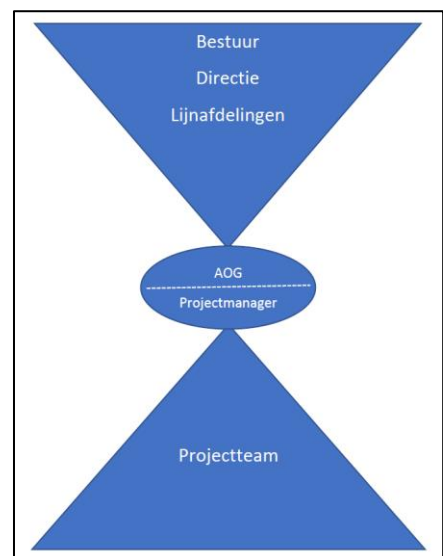 Bestuur
Directie
Lijnafdelingen
AOG
Projectmanager
Projectteam